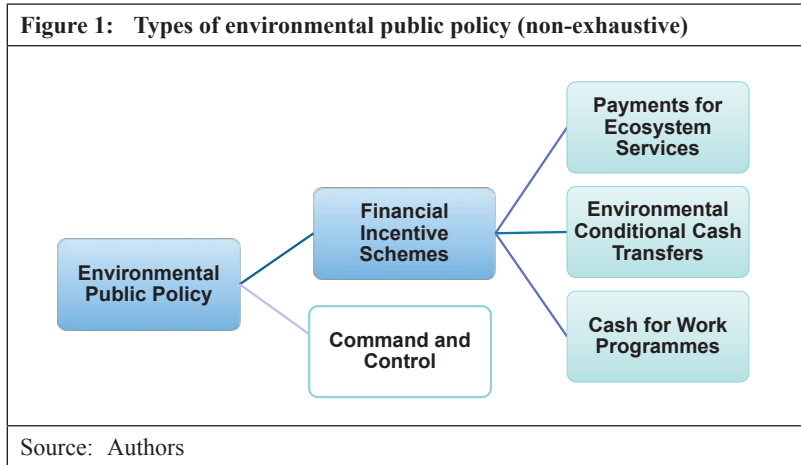 Figure 1: Types of environmental public policy (non-exhaustive)
Environmental
Public Policy
Financial
Incentive
Schemes
Command and
Control
Payments for
Ecosystem
Services
Environmental
Conditional Cash
Transfers
Cash for Work
Programmes
Source: Authors